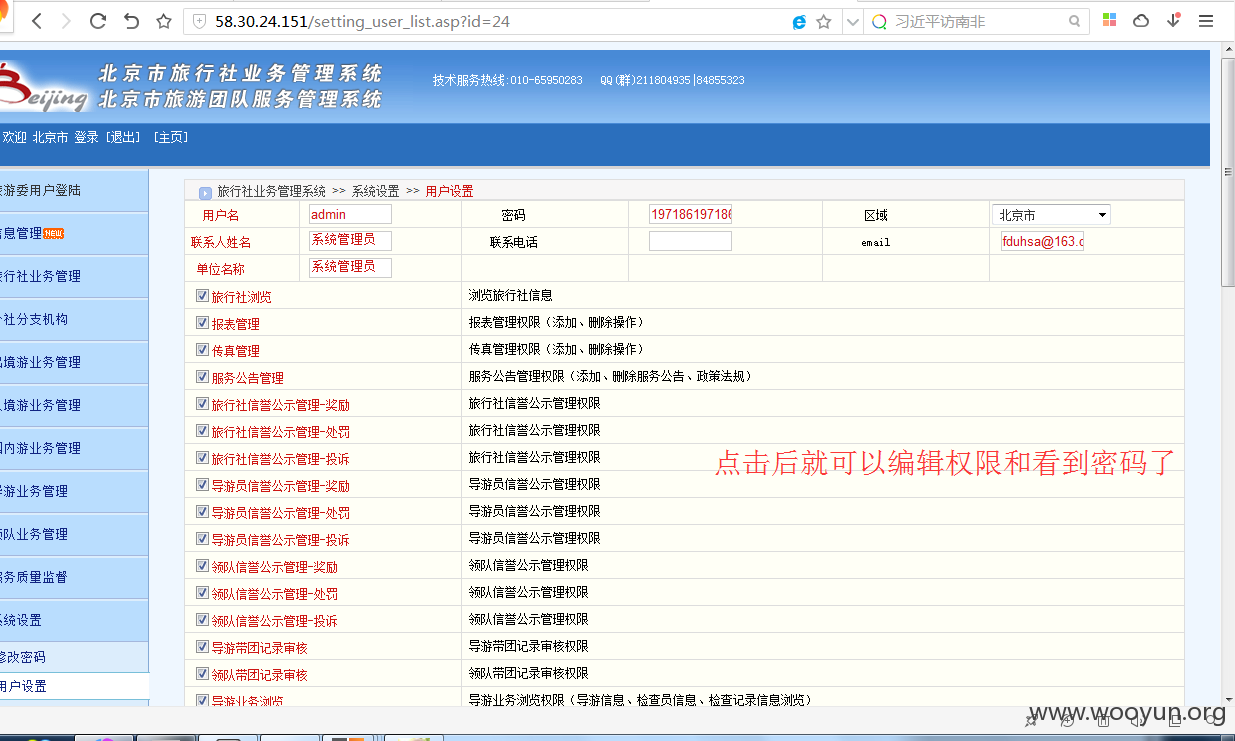 58.30.24.151/setting_user_list.asp?id=24
习近平访南非
Beijing
北京市旅行社业务管理系统
北京市旅游团队服务管理系统
技术服务热线:010-65950283 QQ(群)211804935|84855323
欢迎 北京市 登录 [退出] [主页]
游委用户登陆
信息管理NEW
旅行社业务管理
社分支机构
出境游业务管理
入境游业务管理
国内游业务管理
导游业务管理
领队业务管理
服务质量监督
系统设置
修改密码
用户设置
旅行社业务管理系统 >> 系统设置 >> 用户设置
用户名 admin 密码 197186197186 区域 北京市
联系人姓名 系统管理员 联系电话 email fduhsa@163.c
单位名称 系统管理员
旅行社浏览 浏览旅行社信息
报表管理 报表管理权限（添加、删除操作）
传真管理 传真管理权限（添加、删除操作）
服务公告管理 服务公告管理权限（添加、删除服务公告、政策法规）
旅行社信誉公示管理-奖励 旅行社信誉公示管理权限
旅行社信誉公示管理-处罚 旅行社信誉公示管理权限
旅行社信誉公示管理-投诉 旅行社信誉公示管理权限
点击后就可以编辑权限和看到密码了
导游员信誉公示管理-奖励 导游员信誉公示管理权限
导游员信誉公示管理-处罚 导游员信誉公示管理权限
导游员信誉公示管理-投诉 导游员信誉公示管理权限
领队信誉公示管理-奖励 领队信誉公示管理权限
领队信誉公示管理-处罚 领队信誉公示管理权限
领队信誉公示管理-投诉 领队信誉公示管理权限
导游带团记录审核 导游带团记录审核权限
领队带团记录审核 领队带团记录审核权限
导游业务浏览 导游业务浏览权限（导游信息、检查员信息、检查记录信息浏览）
www.wooyun.org